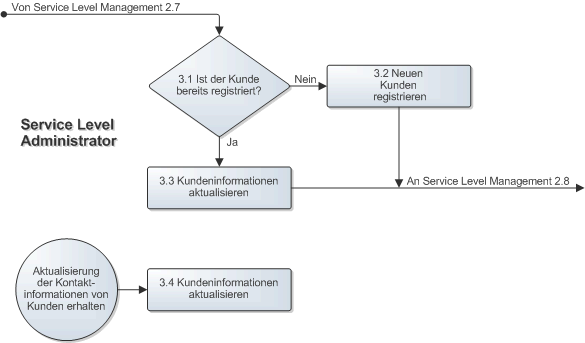 Von Service Level Management 2.7
3.1 Ist der Kunde
bereits registriert?
Nein
3.2 Neuen
Kunden
registrieren
Service Level
Administrator
Ja
3.3 Kundeninformationen
aktualisieren
An Service Level Management 2.8
Aktualisierung
der Kontakt-
informationen von
Kunden erhalten
3.4 Kundeninformationen
aktualisieren